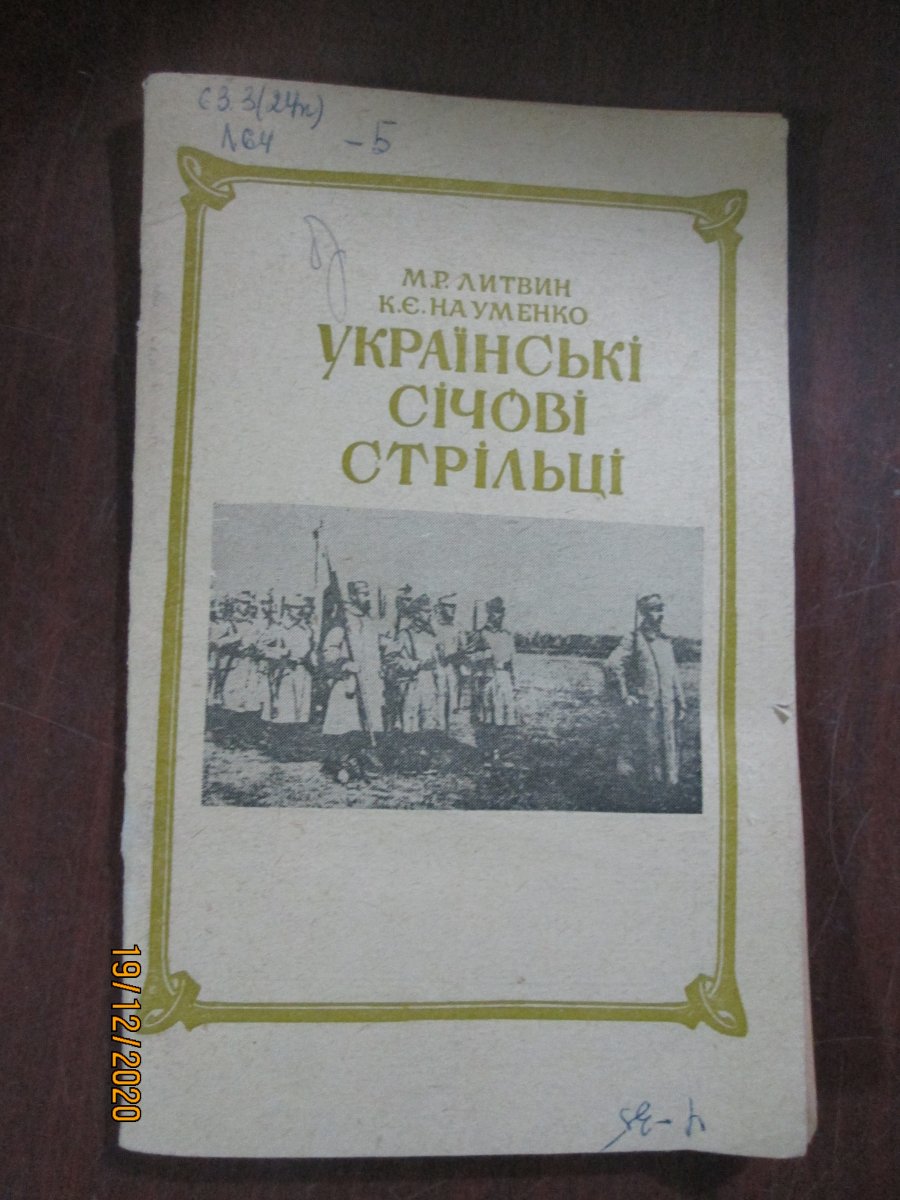 С3.3(24к)
Л64 -5
М.Р. ЛИТВИН
К.Є. НАУМЕНКО
УКРАЇНСЬКІ
СІЧОВІ
СТРІЛЬЦІ
19/12/2020